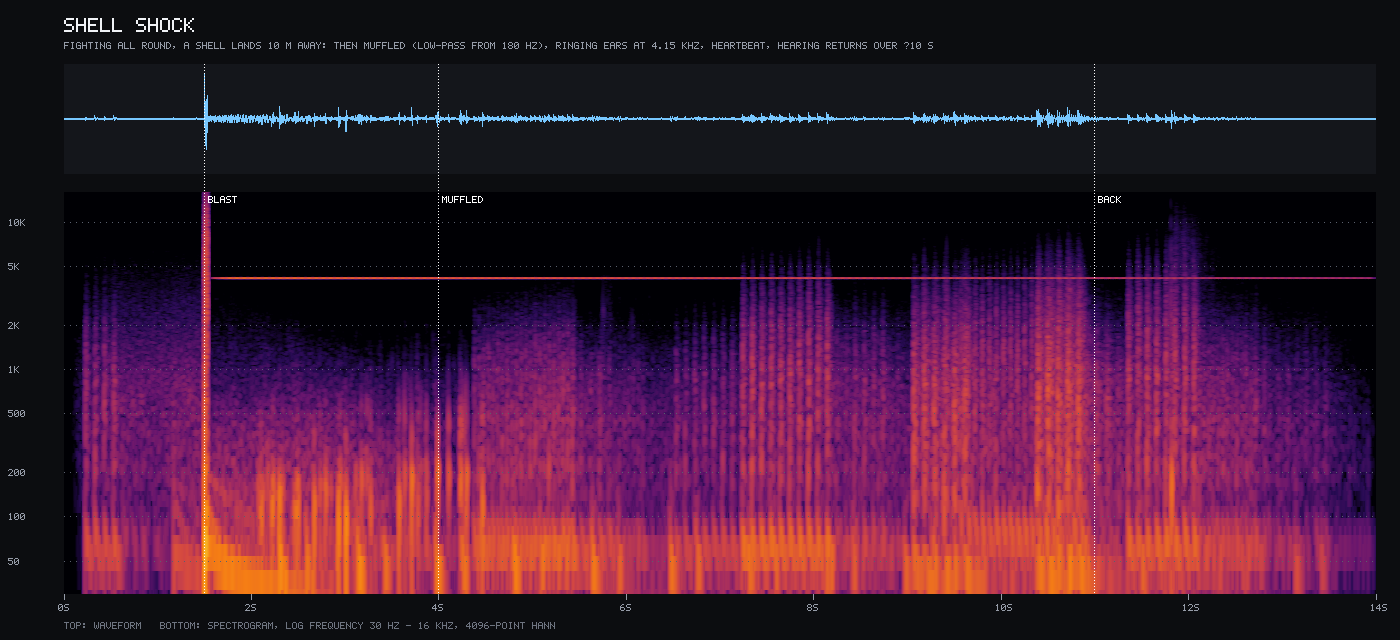 SHELL SHOCK
FIGHTING ALL ROUND, A SHELL LANDS 10 M AWAY: THEN MUFFLED (LOW-PASS FROM 180 HZ), RINGING EARS AT 4.15 KHZ, HEARTBEAT, HEARING RETURNS OVER ?10 S
BLAST MUFFLED BACK
10K
5K
2K
1K
500
200
100
50
0S 2S 4S 6S 8S 10S 12S 14S
TOP: WAVEFORM BOTTOM: SPECTROGRAM, LOG FREQUENCY 30 HZ – 16 KHZ, 4096-POINT HANN